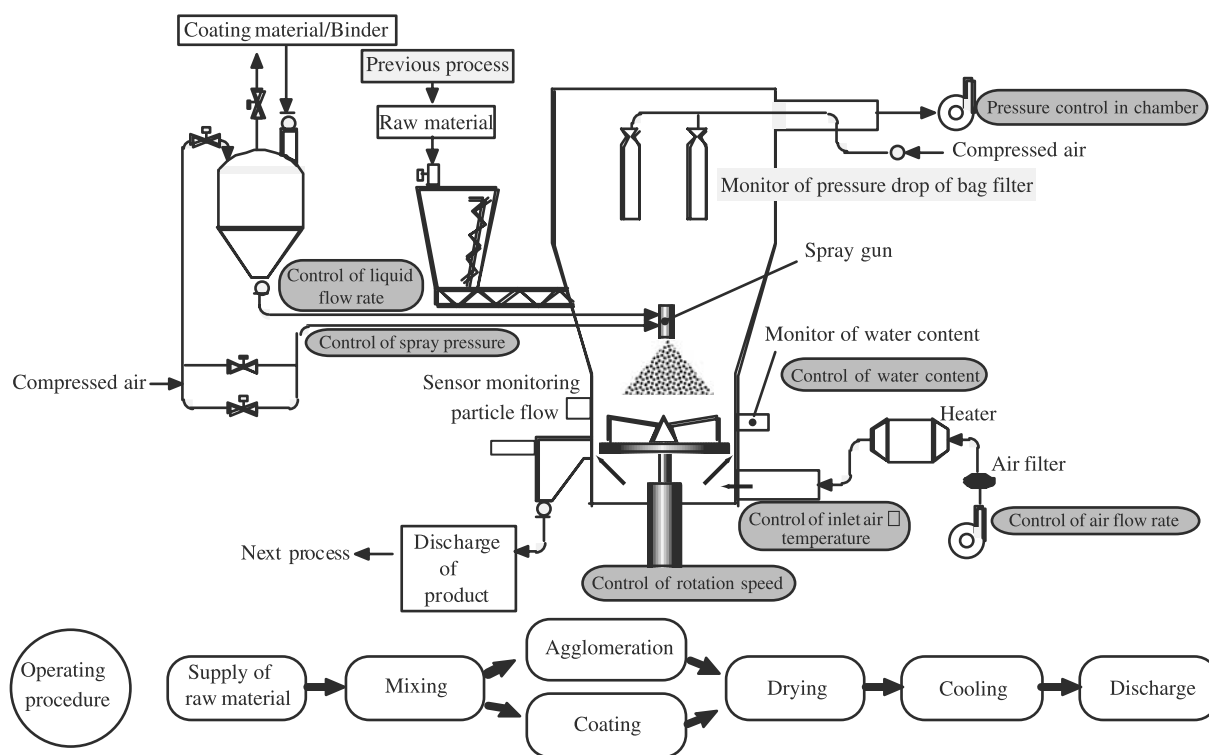 Coating material/Binder
Previous process
Raw material
Pressure control in chamber
Compressed air
Monitor of pressure drop of bag filter
Spray gun
Control of liquid
flow rate
Control of spray pressure
Monitor of water content
Control of water content
Compressed air
Sensor monitoring
particle flow
Heater
Air filter
Control of inlet air □
temperature
Control of air flow rate
Next process
Discharge
of
product
Control of rotation speed
Operating
procedure
Supply of
raw material
Mixing
Agglomeration
Coating
Drying
Cooling
Discharge